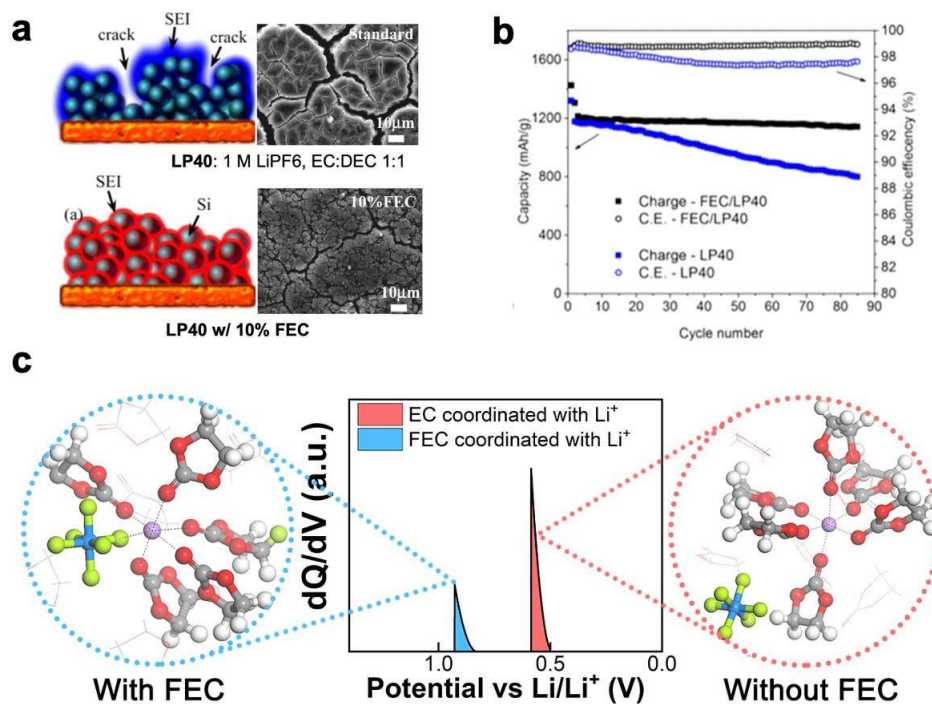 a
SEI
crack
crack
Standard
10μm
LP40: 1 M LiPF6, EC:DEC 1:1
SEI
(a)
Si
10%FEC
10μm
LP40 w/ 10% FEC
b
1600
1200
800
400
0
Capacity (mAh/g)
100
98
96
94
92
90
88
86
84
82
80
Coulombic effiecency (%)
Charge - FEC/LP40
C.E. - FEC/LP40
Charge - LP40
C.E. - LP40
0 10 20 30 40 50 60 70 80 90
Cycle number
c
With FEC
dQ/dV (a.u.)
EC coordinated with Li⁺
FEC coordinated with Li⁺
1.0 0.5 0.0
Potential vs Li/Li⁺ (V)
Without FEC